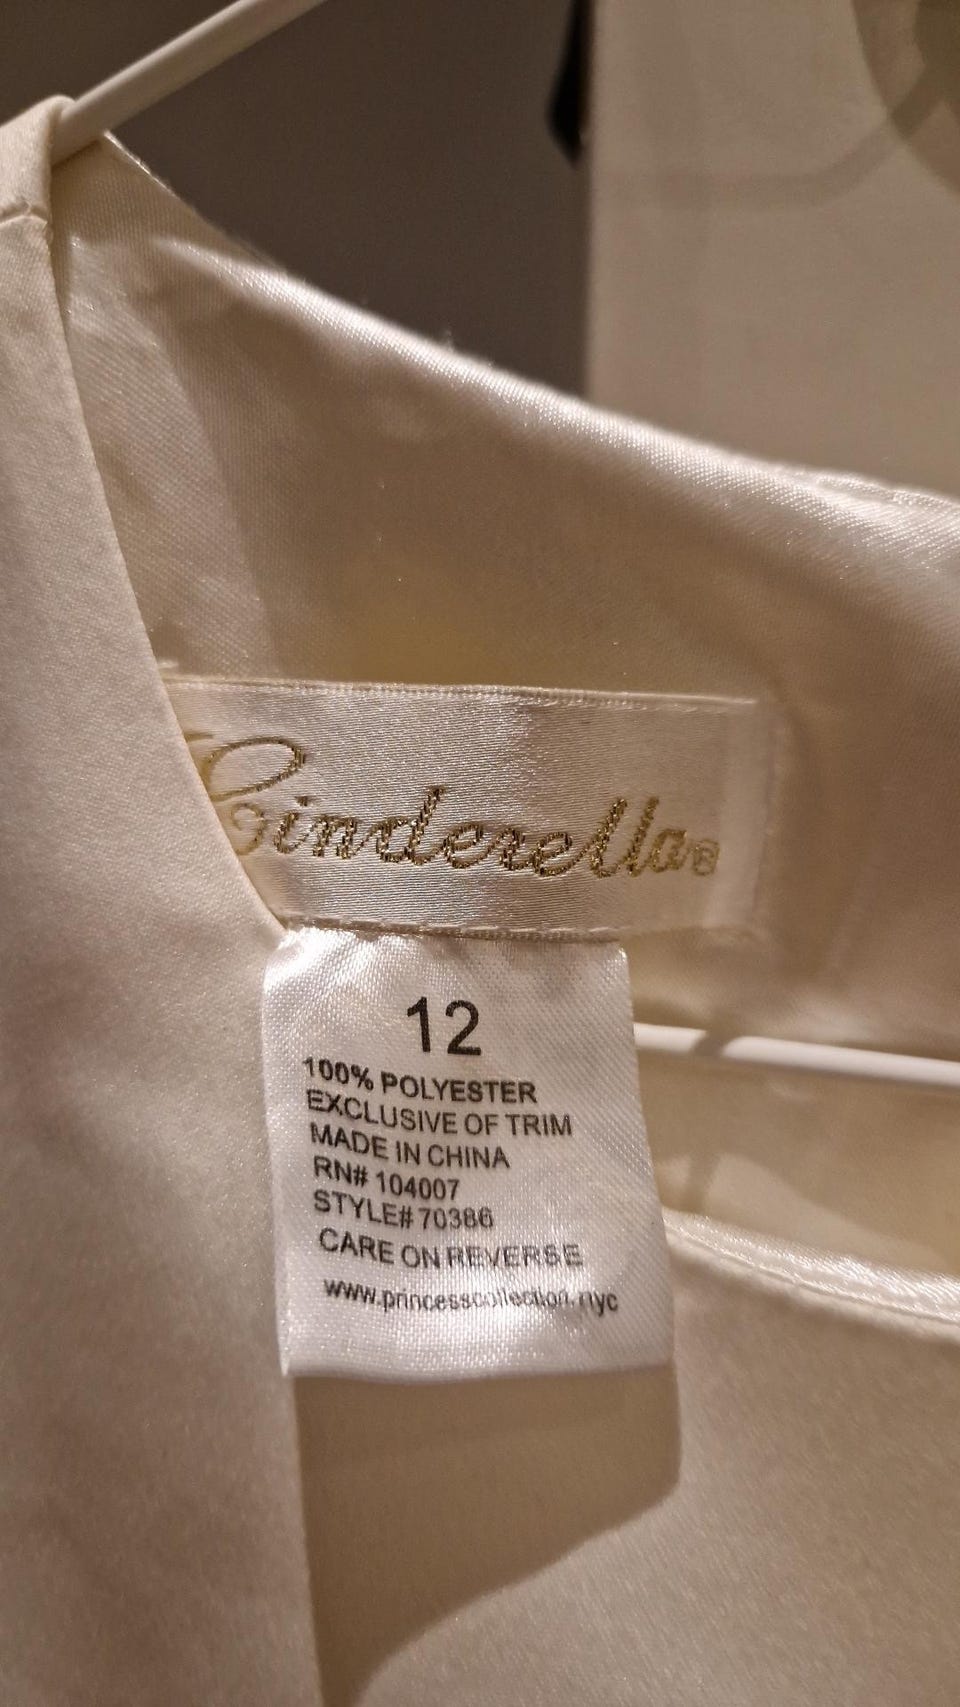 Cinderella®
12
100% POLYESTER
EXCLUSIVE OF TRIM
MADE IN CHINA
RN# 104007
STYLE# 70386
CARE ON REVERSE
www.princesscollection.nyc